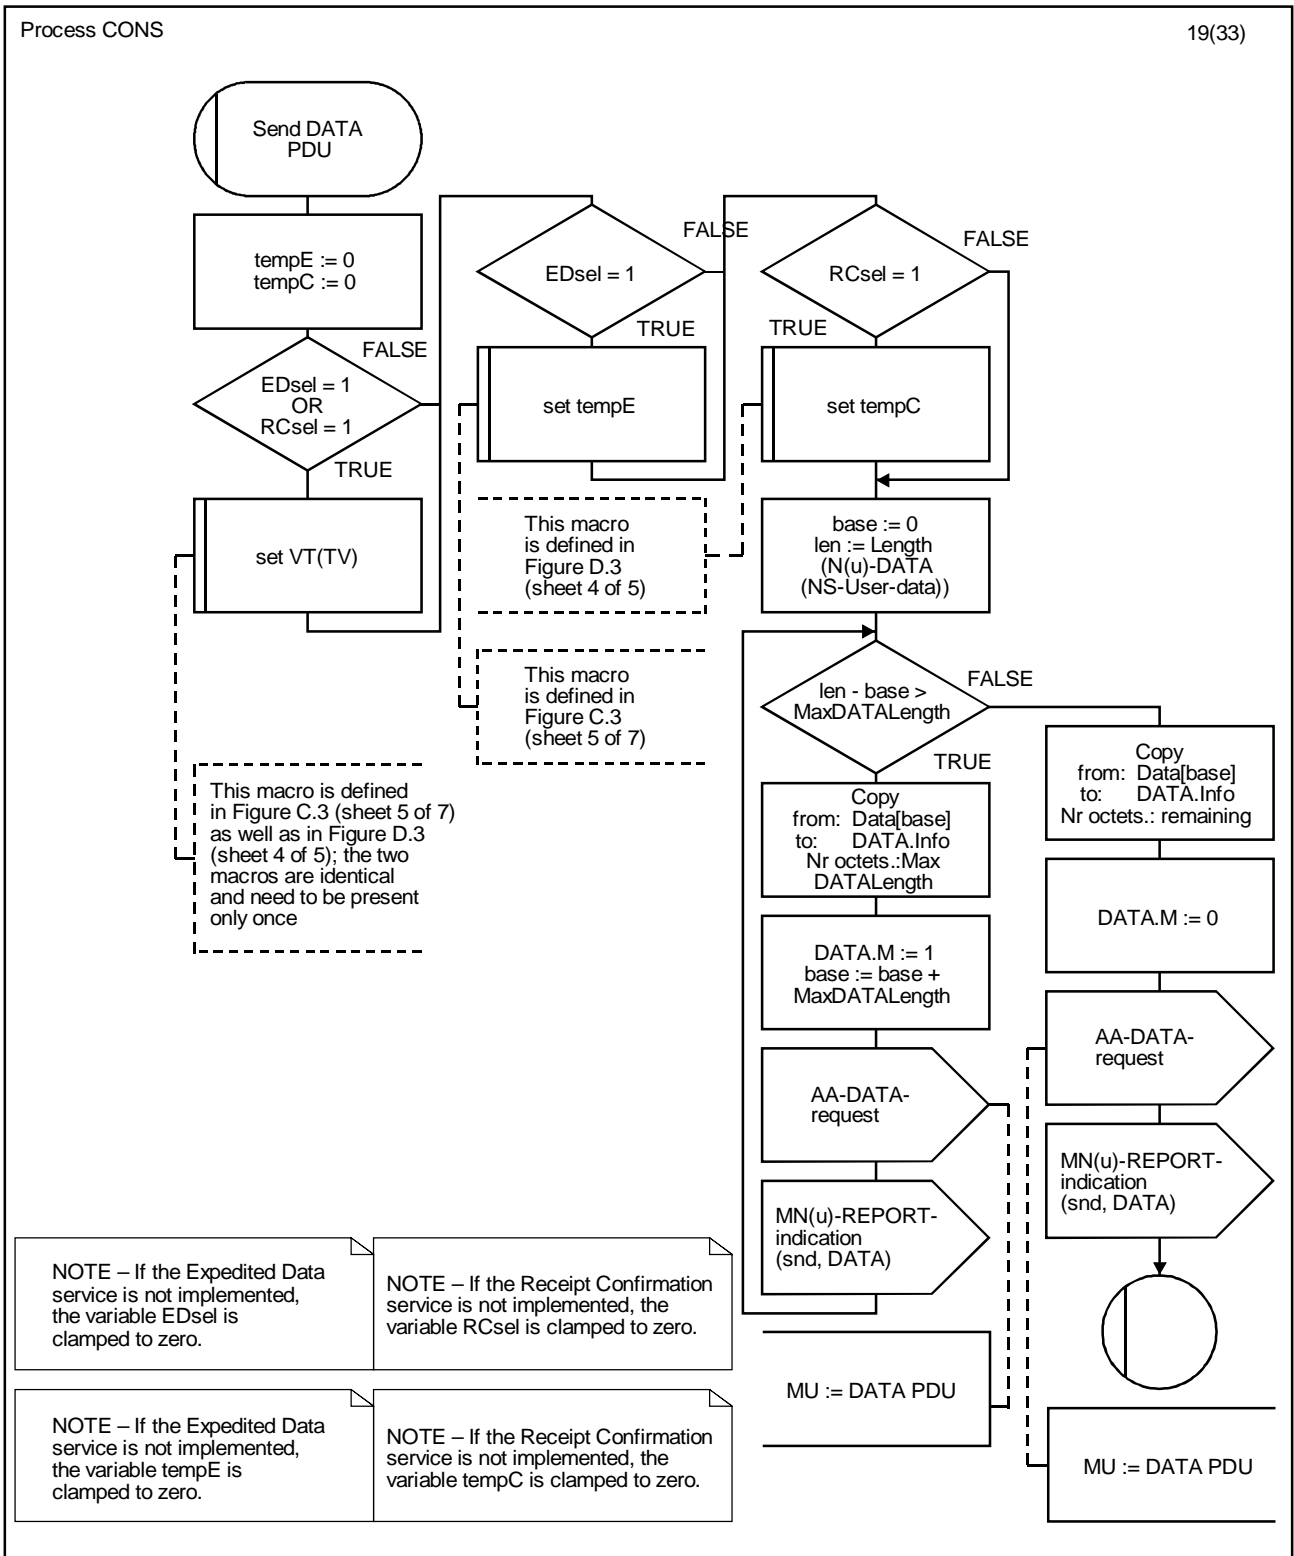 Process CONS
19(33)
Send DATA
PDU
tempE := 0
tempC := 0
FALSE
EDsel = 1
OR
RCsel = 1
TRUE
set VT(TV)
This macro is defined
in Figure C.3 (sheet 5 of 7)
as well as in Figure D.3
(sheet 4 of 5); the two
macros are identical
and need to be present
only once
FALSE
EDsel = 1
TRUE
set tempE
This macro
is defined in
Figure D.3
(sheet 4 of 5)
This macro
is defined in
Figure C.3
(sheet 5 of 7)
FALSE
RCsel = 1
TRUE
set tempC
base := 0
len := Length
(N(u)-DATA
(NS-User-data))
len - base >
MaxDATALength
FALSE
TRUE
Copy
from: Data[base]
to: DATA.Info
Nr octets.:Max
DATALength
DATA.M := 1
base := base +
MaxDATALength
AA-DATA-
request
MN(u)-REPORT-
indication
(snd, DATA)
MU := DATA PDU
Copy
from: Data[base]
to: DATA.Info
Nr octets.: remaining
DATA.M := 0
AA-DATA-
request
MN(u)-REPORT-
indication
(snd, DATA)
MU := DATA PDU
NOTE – If the Expedited Data
service is not implemented,
the variable EDsel is
clamped to zero.
NOTE – If the Receipt Confirmation
service is not implemented, the
variable RCsel is clamped to zero.
NOTE – If the Expedited Data
service is not implemented,
the variable tempE is
clamped to zero.
NOTE – If the Receipt Confirmation
service is not implemented, the
variable tempC is clamped to zero.